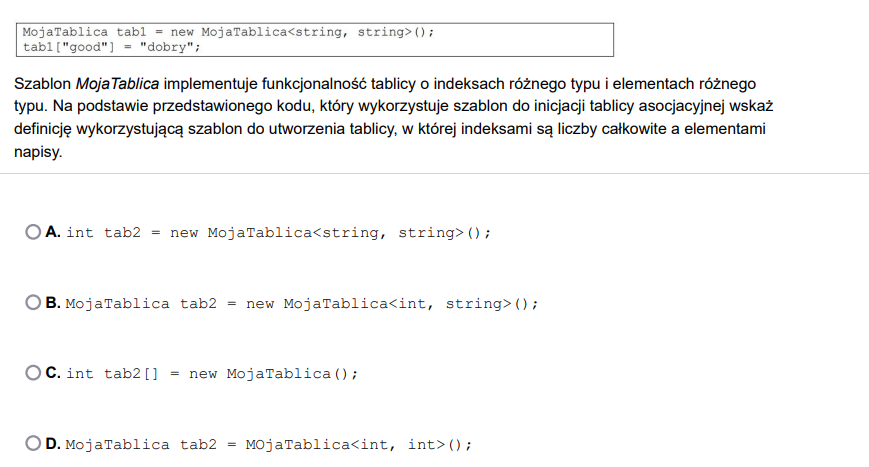 MojaTablica tab1 = new MojaTablica<string, string>();
tab1["good"] = "dobry";
Szablon MojaTablica implementuje funkcjonalność tablicy o indeksach różnego typu i elementach różnego
typu. Na podstawie przedstawionego kodu, który wykorzystuje szablon do inicjacji tablicy asocjacyjnej wskaż
definicję wykorzystującą szablon do utworzenia tablicy, w której indeksami są liczby całkowite a elementami
napisy.
A. int tab2 = new MojaTablica<string, string>();
B. MojaTablica tab2 = new MojaTablica<int, string>();
C. int tab2[] = new MojaTablica();
D. MojaTablica tab2 = MOjaTablica<int, int>();